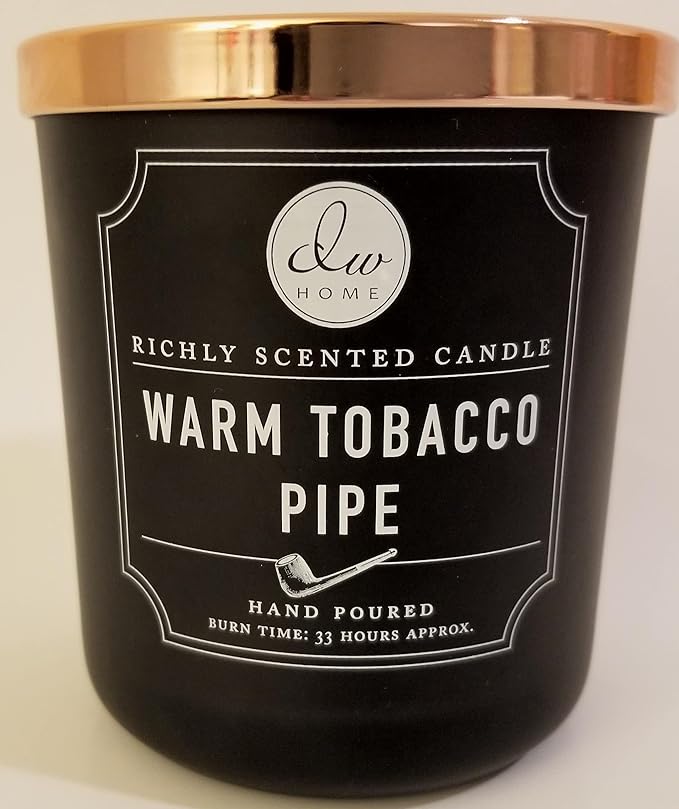 dw
HOME
RICHLY SCENTED CANDLE
WARM TOBACCO
PIPE
HAND POURED
BURN TIME: 33 HOURS APPROX.